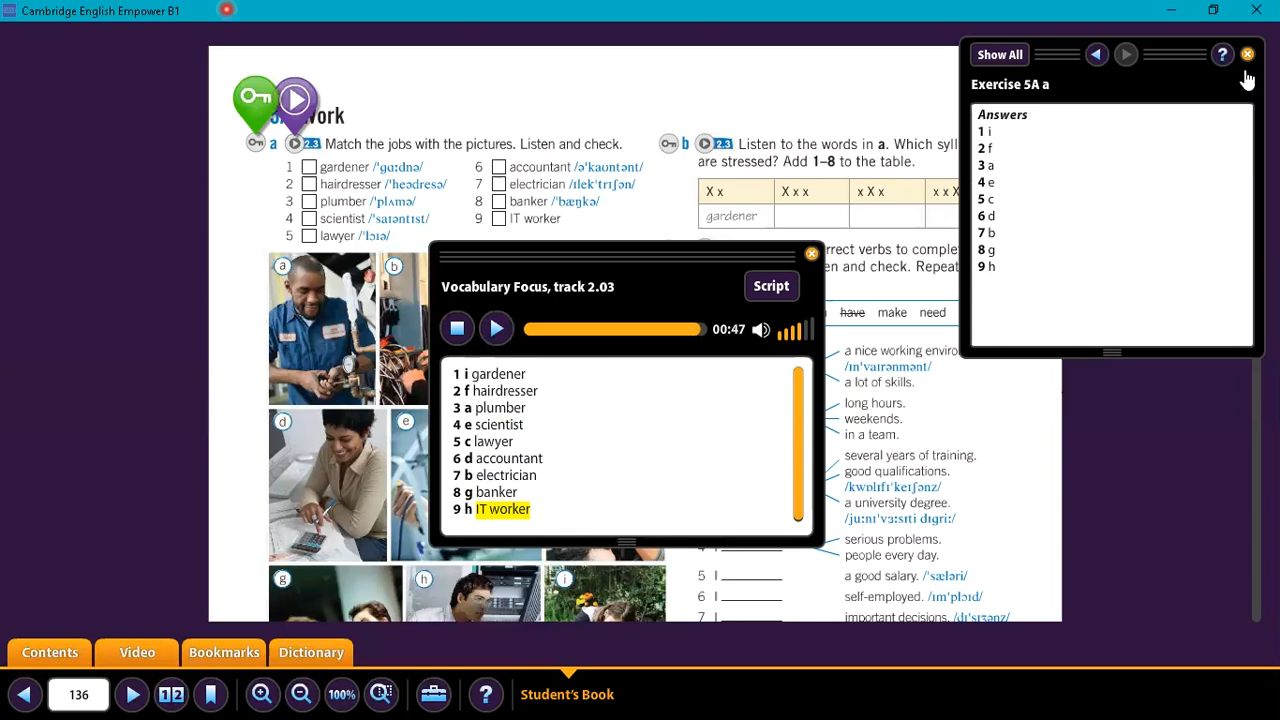 Cambridge English Empower B1
Work
a 2.3 Match the jobs with the pictures. Listen and check.
1 gardener /ˈɡɑːdnə/
2 hairdresser /ˈheədresə/
3 plumber /ˈplʌmə/
4 scientist /ˈsaɪəntɪst/
5 lawyer /ˈlɔɪə/
6 accountant /əˈkaʊntənt/
7 electrician /ɪlekˈtrɪʃən/
8 banker /ˈbæŋkə/
9 IT worker
a
b
d
e
g
h
i
b 2.3 Listen to the words in a. Which syll
are stressed? Add 1–8 to the table.
X x X x x x X x x x X
gardener
rrect verbs to comple
en and check. Repea
have make need
a nice working enviro
/ɪnˈvaɪrənmənt/
a lot of skills.
long hours.
weekends.
in a team.
several years of training.
good qualifications.
/kwɒlɪfɪˈkeɪʃənz/
a university degree.
/juːnɪˈvɜːsɪti dɪɡriː/
serious problems.
people every day.
5 I a good salary. /ˈsæləri/
6 I self-employed. /ɪmˈplɔɪd/
7 I important decisions. /dɪˈsɪʒənz/
Vocabulary Focus, track 2.03
Script
00:47
1 i gardener
2 f hairdresser
3 a plumber
4 e scientist
5 c lawyer
6 d accountant
7 b electrician
8 g banker
9 h IT worker
Show All
?
Exercise 5A a
Answers
1 i
2 f
3 a
4 e
5 c
6 d
7 b
8 g
9 h
Contents Video Bookmarks Dictionary
136 1 2 100% ? Student's Book